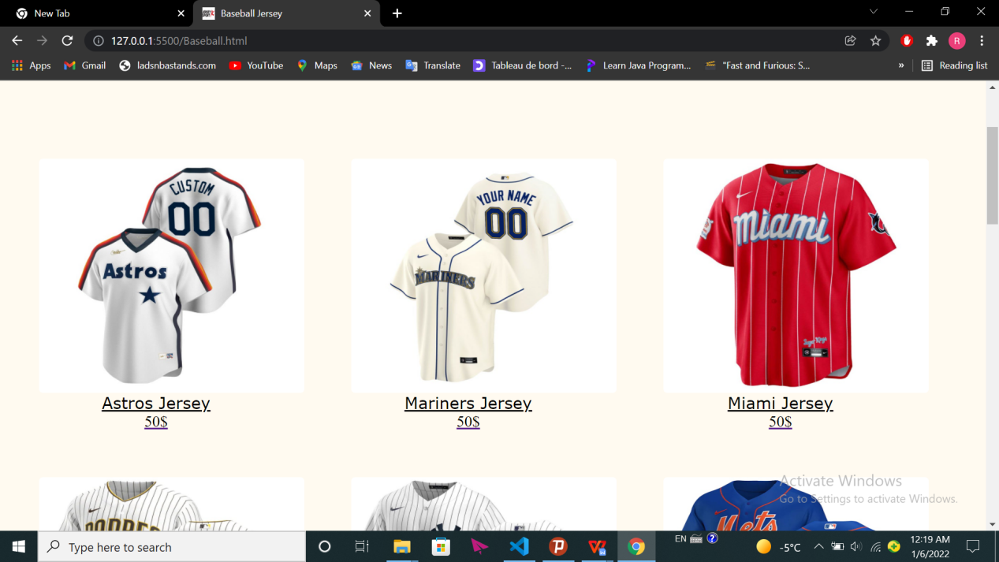 New Tab
Baseball Jersey
127.0.0.1:5500/Baseball.html
R
Apps
Gmail
ladsnbastands.com
YouTube
Maps
News
Translate
Tableau de bord -...
Learn Java Program...
"Fast and Furious: S...
»
Reading list
CUSTOM
00
Astros
YOUR NAME
00
MARINERS
Miami
Astros Jersey
50$
Mariners Jersey
50$
Miami Jersey
50$
PADRES
Mets
Activate Windows
Go to Settings to activate Windows.
Type here to search
EN
-5°C
12:19 AM
1/6/2022